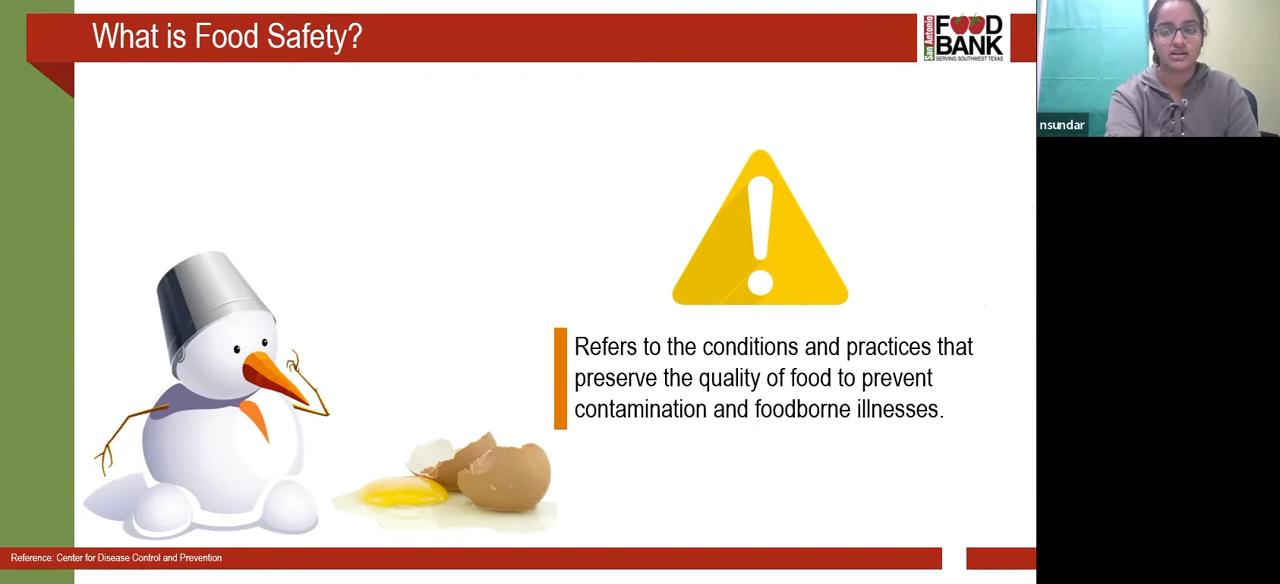 What is Food Safety?
San Antonio
FOOD
BANK
SERVING SOUTHWEST TEXAS
nsundar
Refers to the conditions and practices that
preserve the quality of food to prevent
contamination and foodborne illnesses.
Reference: Center for Disease Control and Prevention